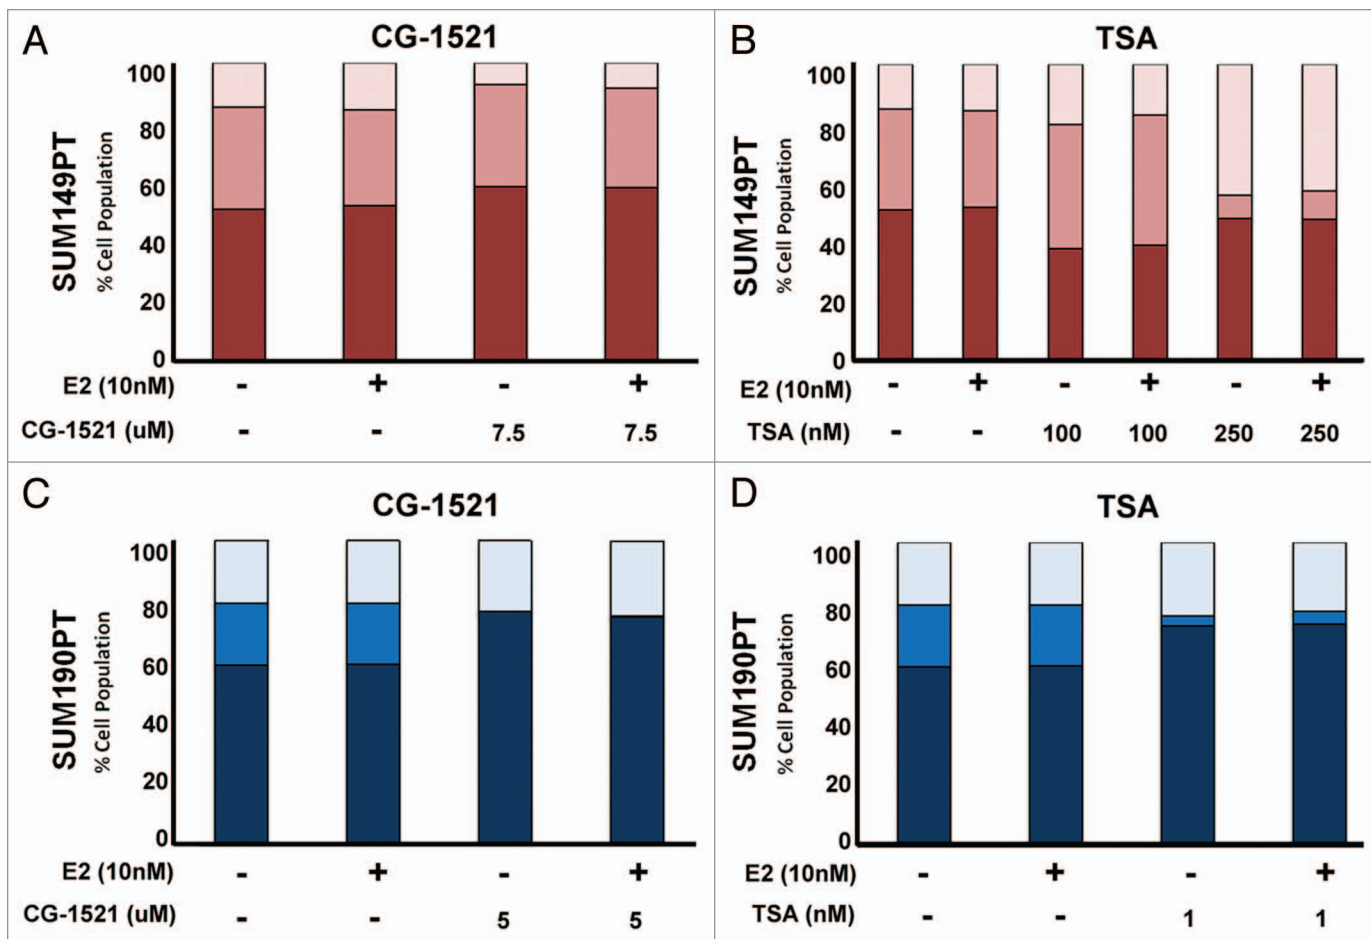 A
CG-1521
SUM149PT
% Cell Population
100
80
60
40
20
0
E2 (10nM) - + - +
CG-1521 (uM) - - 7.5 7.5
B
TSA
SUM149PT
% Cell Population
100
80
60
40
20
0
E2 (10nM) - + - + - +
TSA (nM) - - 100 100 250 250
C
CG-1521
SUM190PT
% Cell Population
100
80
60
40
20
0
E2 (10nM) - + - +
CG-1521 (uM) - - 5 5
D
TSA
SUM190PT
% Cell Population
100
80
60
40
20
0
E2 (10nM) - + - +
TSA (nM) - - 1 1